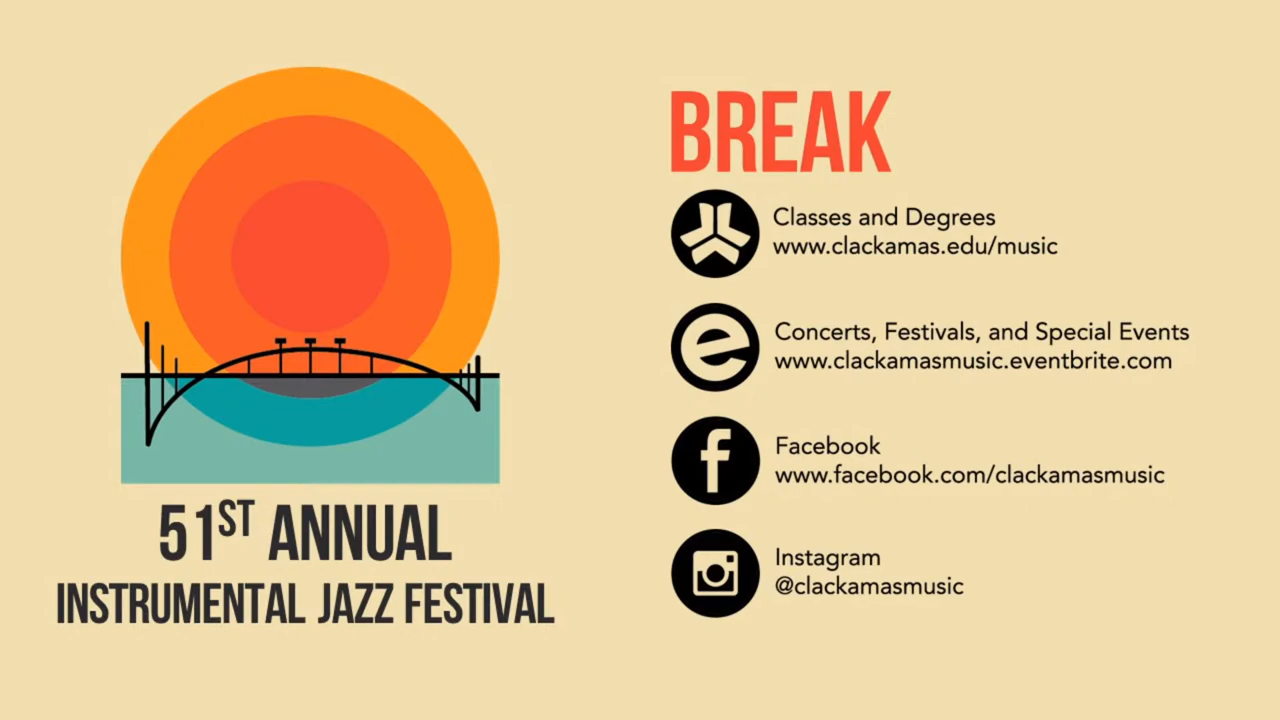 51ST ANNUAL
INSTRUMENTAL JAZZ FESTIVAL
BREAK
Classes and Degrees
www.clackamas.edu/music
Concerts, Festivals, and Special Events
www.clackamasmusic.eventbrite.com
Facebook
www.facebook.com/clackamasmusic
Instagram
@clackamasmusic